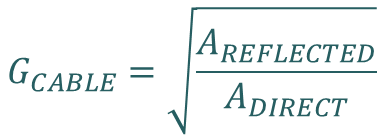 G_CABLE = √(A_REFLECTED / A_DIRECT)